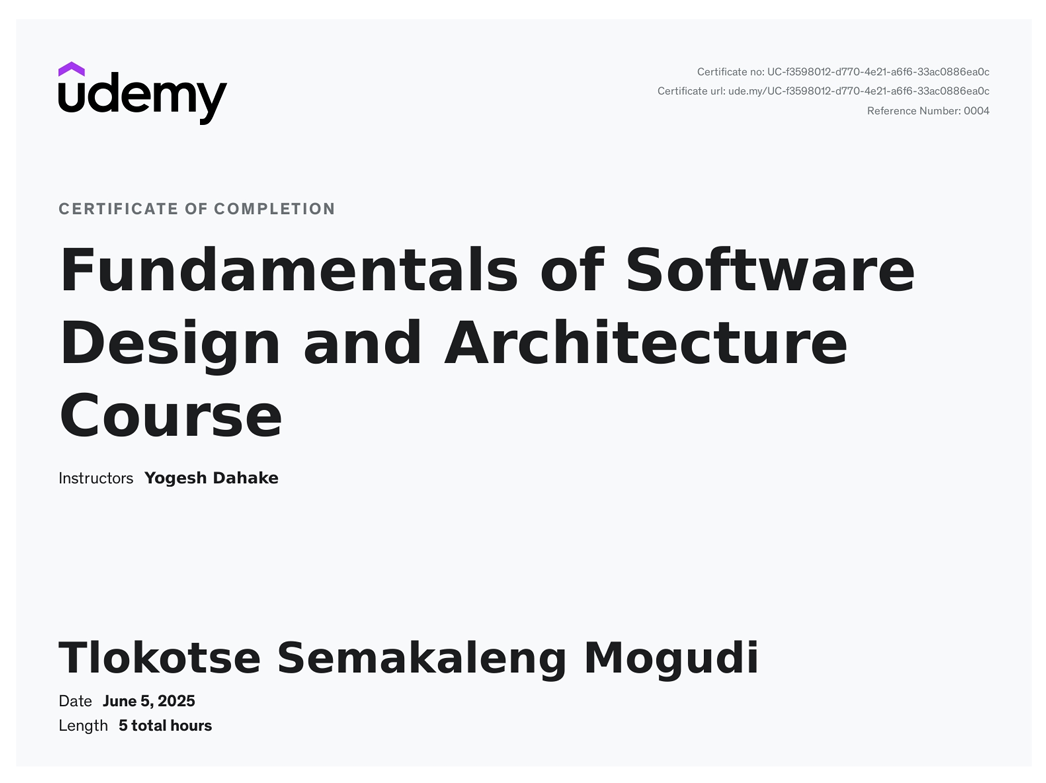 udemy
Certificate no: UC-f3598012-d770-4e21-a6f6-33ac0886ea0c
Certificate url: ude.my/UC-f3598012-d770-4e21-a6f6-33ac0886ea0c
Reference Number: 0004
CERTIFICATE OF COMPLETION
Fundamentals of Software
Design and Architecture
Course
Instructors Yogesh Dahake
Tlokotse Semakaleng Mogudi
Date June 5, 2025
Length 5 total hours